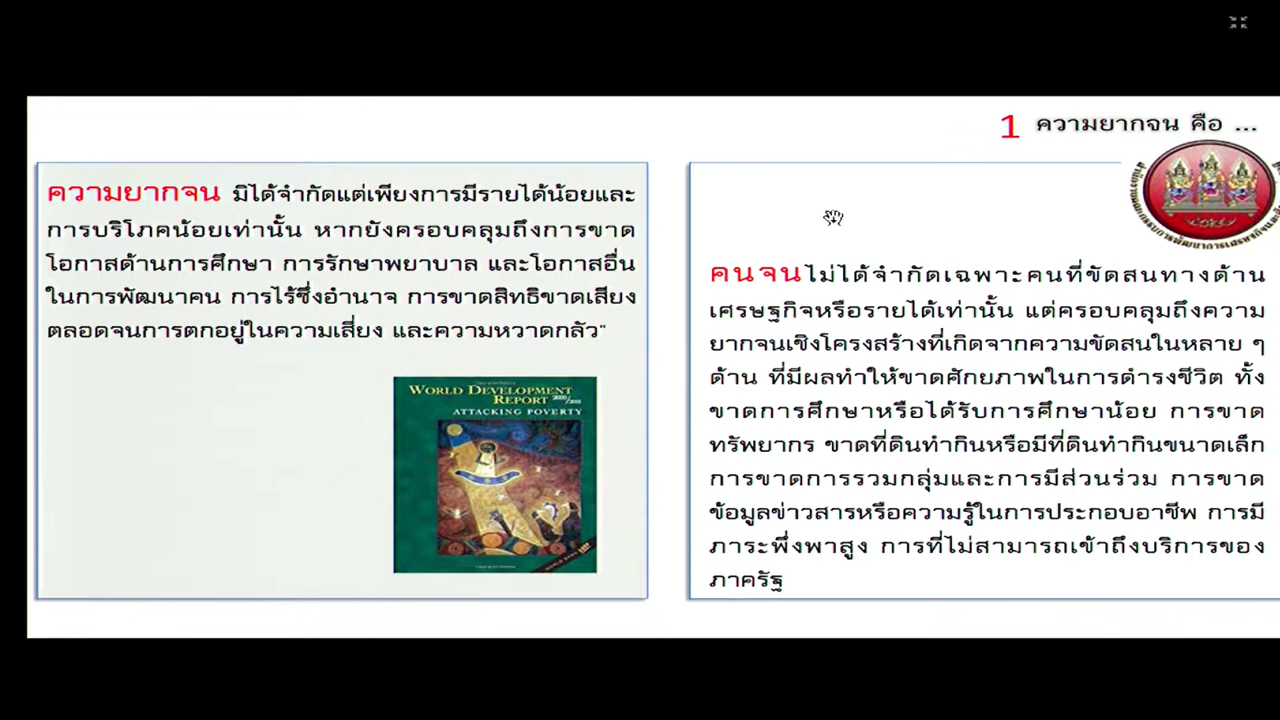 1 ความยากจน คือ ...
ความยากจน มิได้จำกัดแต่เพียงการมีรายได้น้อยและ
การบริโภคน้อยเท่านั้น หากยังครอบคลุมถึงการขาด
โอกาสด้านการศึกษา การรักษาพยาบาล และโอกาสอื่น
ในการพัฒนาคน การไร้ซึ่งอำนาจ การขาดสิทธิขาดเสียง
ตลอดจนการตกอยู่ในความเสี่ยง และความหวาดกลัว"
WORLD DEVELOPMENT
REPORT 2000/2001
ATTACKING POVERTY
คนจนไม่ได้จำกัดเฉพาะคนที่ขัดสนทางด้าน
เศรษฐกิจหรือรายได้เท่านั้น แต่ครอบคลุมถึงความ
ยากจนเชิงโครงสร้างที่เกิดจากความขัดสนในหลาย ๆ
ด้าน ที่มีผลทำให้ขาดศักยภาพในการดำรงชีวิต ทั้ง
ขาดการศึกษาหรือได้รับการศึกษาน้อย การขาด
ทรัพยากร ขาดที่ดินทำกินหรือมีที่ดินทำกินขนาดเล็ก
การขาดการรวมกลุ่มและการมีส่วนร่วม การขาด
ข้อมูลข่าวสารหรือความรู้ในการประกอบอาชีพ การมี
ภาระพึ่งพาสูง การที่ไม่สามารถเข้าถึงบริการของ
ภาครัฐ